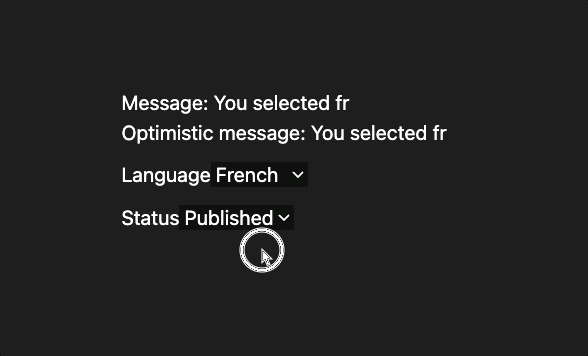 Message: You selected fr
Optimistic message: You selected fr
Language French
Status Published